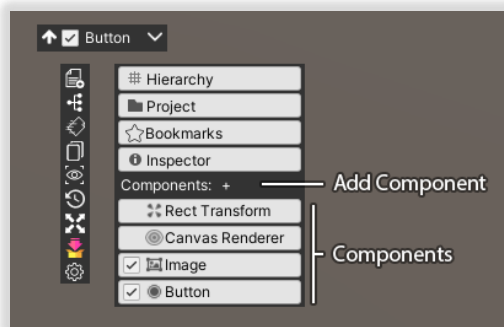 Button
Hierarchy
Project
Bookmarks
Inspector
Components: +
Add Component
Rect Transform
Canvas Renderer
Components
Image
Button